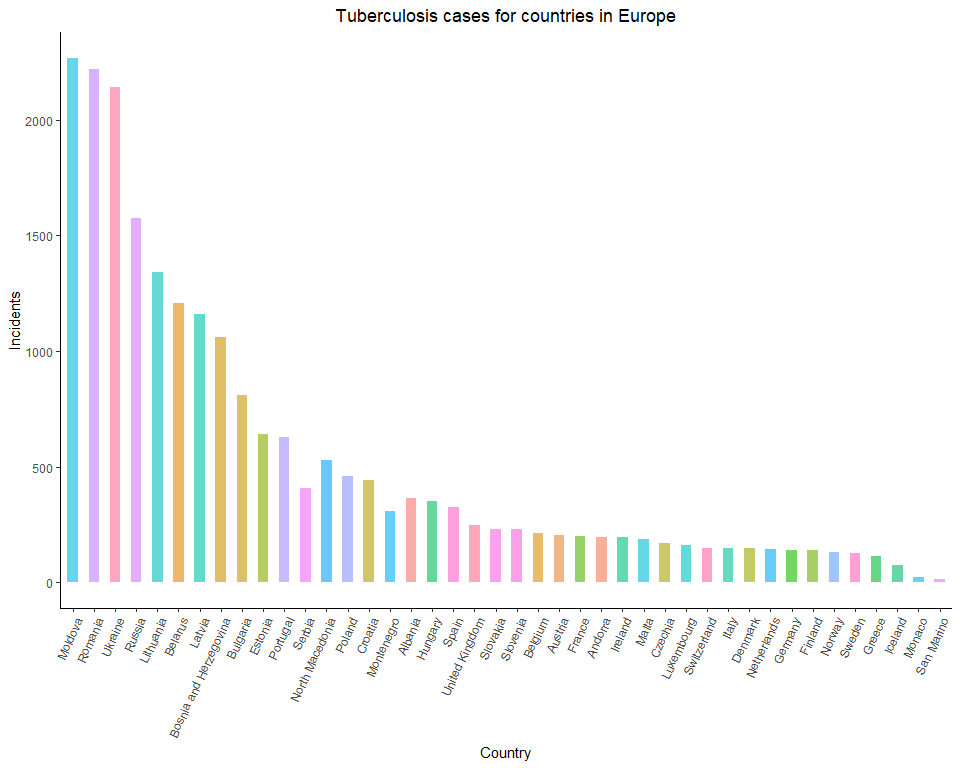 Tuberculosis cases for countries in Europe
Incidents
2000
1500
1000
500
0
Moldova
Romania
Ukraine
Russia
Lithuania
Belarus
Latvia
Bosnia and Herzegovina
Bulgaria
Estonia
Portugal
Serbia
North Macedonia
Poland
Croatia
Montenegro
Albania
Hungary
Spain
United Kingdom
Slovakia
Slovenia
Belgium
Austria
France
Andorra
Ireland
Malta
Czechia
Luxembourg
Switzerland
Italy
Denmark
Netherlands
Germany
Finland
Norway
Sweden
Greece
Iceland
Monaco
San Marino
Country